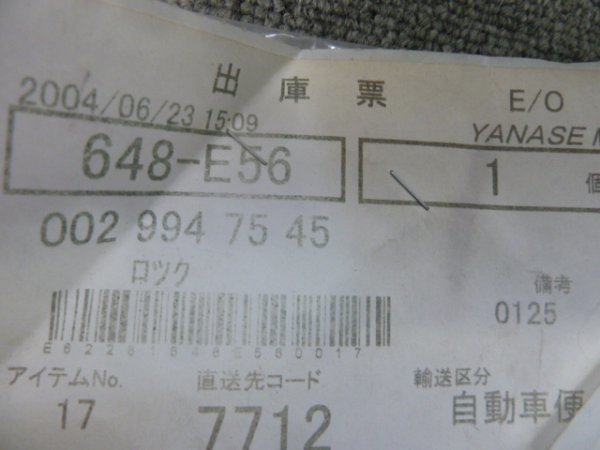 出庫票 E/O
2004/06/23 15:09 YANASE
648-E56 1 個
002 994 75 45
ロツク
備考
0125
アイテムNo. 直送先コード 輸送区分
17 7712 自動車便